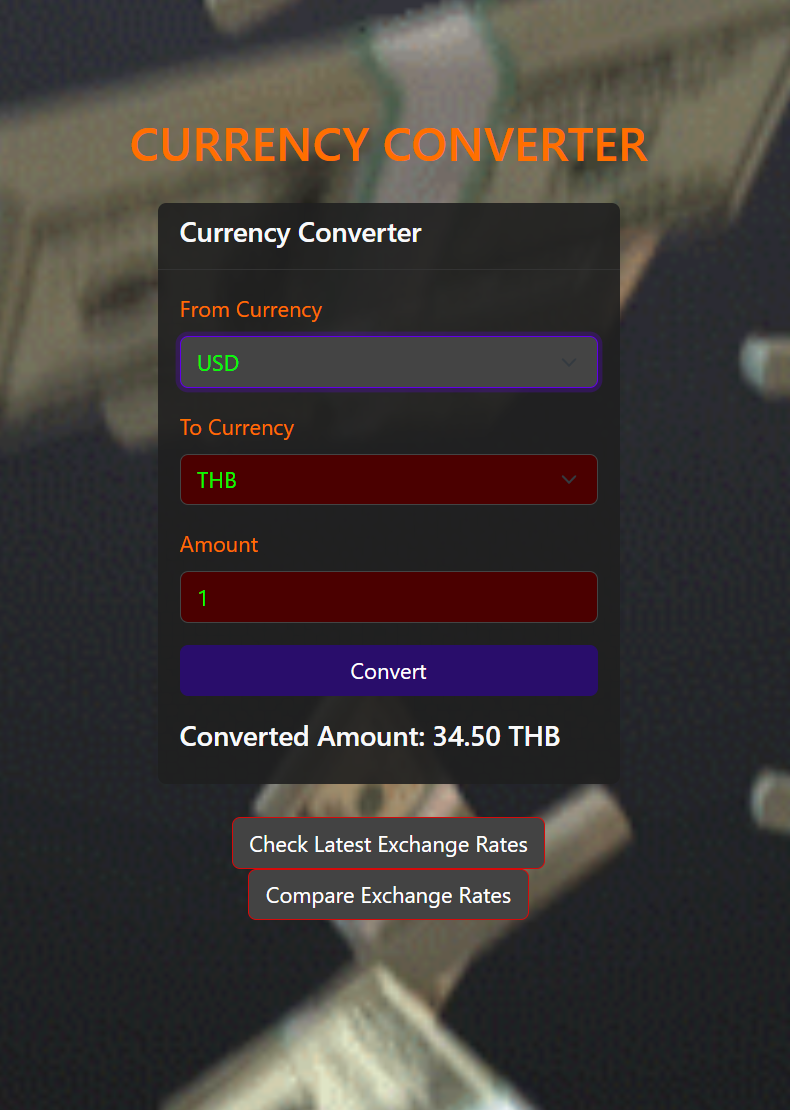 CURRENCY CONVERTER
Currency Converter
From Currency
USD
To Currency
THB
Amount
1
Convert
Converted Amount: 34.50 THB
Check Latest Exchange Rates
Compare Exchange Rates